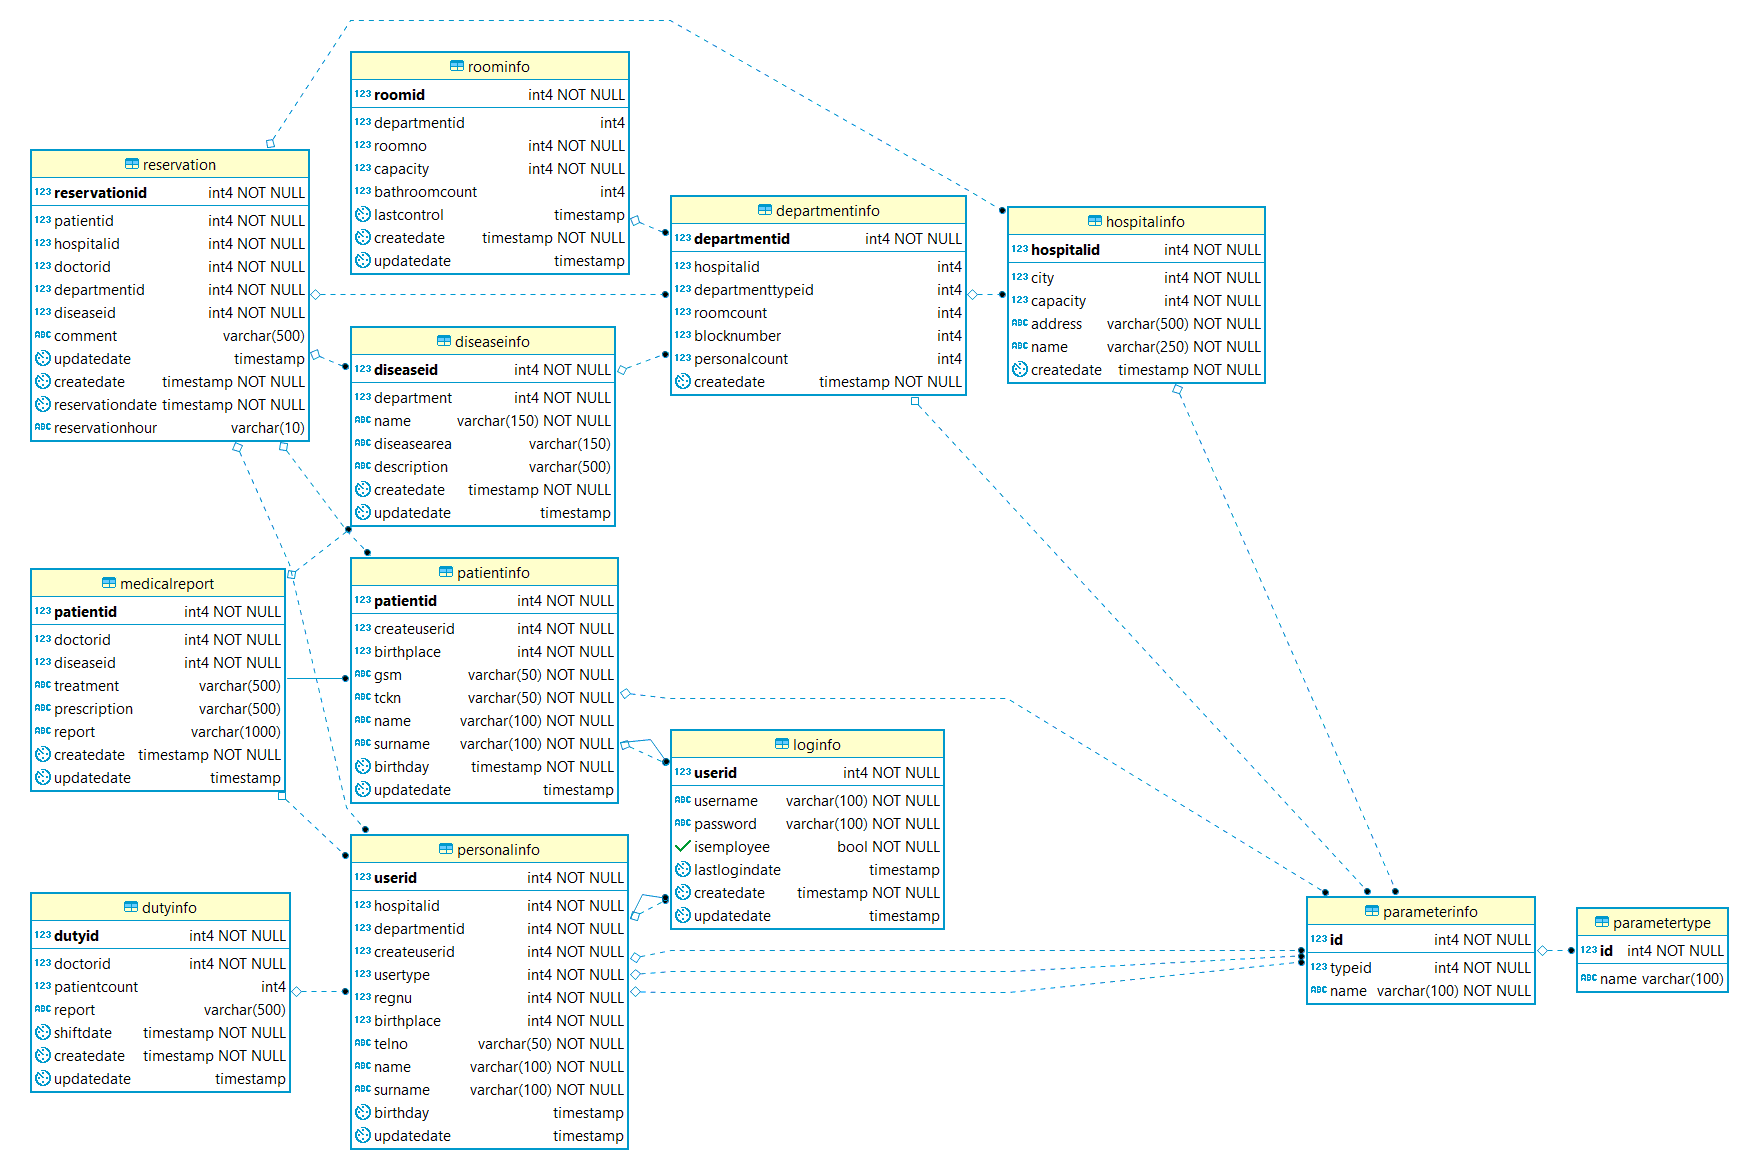 roominfo
123 roomid int4 NOT NULL
123 departmentid int4
123 roomno int4 NOT NULL
123 capacity int4 NOT NULL
123 bathroomcount int4
lastcontrol timestamp
createdate timestamp NOT NULL
updatedate timestamp
reservation
123 reservationid int4 NOT NULL
123 patientid int4 NOT NULL
123 hospitalid int4 NOT NULL
123 doctorid int4 NOT NULL
123 departmentid int4 NOT NULL
123 diseaseid int4 NOT NULL
ABC comment varchar(500)
updatedate timestamp
createdate timestamp NOT NULL
reservationdate timestamp NOT NULL
ABC reservationhour varchar(10)
departmentinfo
123 departmentid int4 NOT NULL
123 hospitalid int4
123 departmenttypeid int4
123 roomcount int4
123 blocknumber int4
123 personalcount int4
createdate timestamp NOT NULL
hospitalinfo
123 hospitalid int4 NOT NULL
123 city int4 NOT NULL
123 capacity int4 NOT NULL
ABC address varchar(500) NOT NULL
ABC name varchar(250) NOT NULL
createdate timestamp NOT NULL
diseaseinfo
123 diseaseid int4 NOT NULL
123 department int4 NOT NULL
ABC name varchar(150) NOT NULL
ABC diseasearea varchar(150)
ABC description varchar(500)
createdate timestamp NOT NULL
updatedate timestamp
medicalreport
123 patientid int4 NOT NULL
123 doctorid int4 NOT NULL
123 diseaseid int4 NOT NULL
ABC treatment varchar(500)
ABC prescription varchar(500)
ABC report varchar(1000)
createdate timestamp NOT NULL
updatedate timestamp
patientinfo
123 patientid int4 NOT NULL
123 createuserid int4 NOT NULL
123 birthplace int4 NOT NULL
ABC gsm varchar(50) NOT NULL
ABC tckn varchar(50) NOT NULL
ABC name varchar(100) NOT NULL
ABC surname varchar(100) NOT NULL
birthday timestamp NOT NULL
updatedate timestamp
loginfo
123 userid int4 NOT NULL
ABC username varchar(100) NOT NULL
ABC password varchar(100) NOT NULL
isemployee bool NOT NULL
lastlogindate timestamp
createdate timestamp NOT NULL
updatedate timestamp
personalinfo
123 userid int4 NOT NULL
123 hospitalid int4 NOT NULL
123 departmentid int4 NOT NULL
123 createuserid int4 NOT NULL
123 usertype int4 NOT NULL
123 regnu int4 NOT NULL
123 birthplace int4 NOT NULL
ABC telno varchar(50) NOT NULL
ABC name varchar(100) NOT NULL
ABC surname varchar(100) NOT NULL
birthday timestamp
updatedate timestamp
dutyinfo
123 dutyid int4 NOT NULL
123 doctorid int4 NOT NULL
123 patientcount int4
ABC report varchar(500)
shiftdate timestamp NOT NULL
createdate timestamp NOT NULL
updatedate timestamp
parameterinfo
123 id int4 NOT NULL
123 typeid int4 NOT NULL
ABC name varchar(100) NOT NULL
parametertype
123 id int4 NOT NULL
ABC name varchar(100)